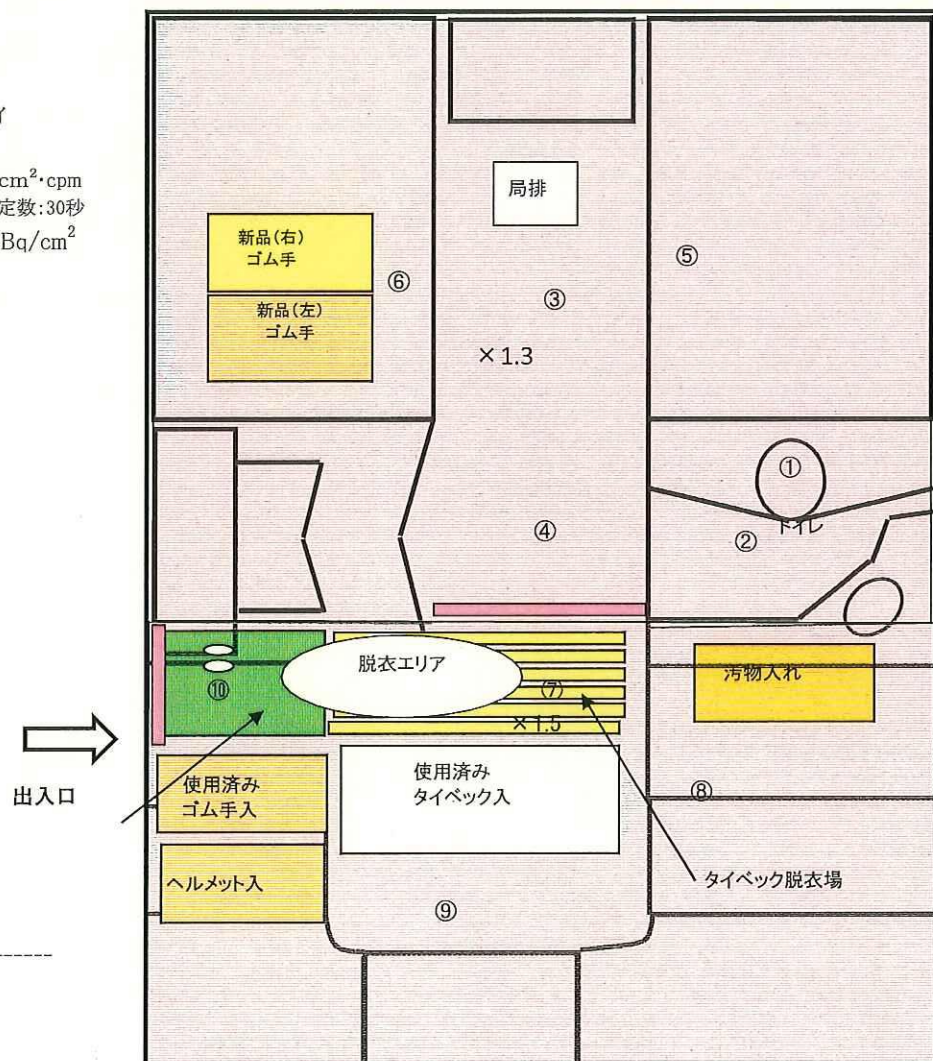 イ
cm²·cpm
定数:30秒
Bq/cm²
局排
新品(右)
ゴム手
⑥
⑤
③
新品(左)
ゴム手
×1.3
①
トイレ
④
②
脱衣エリア
汚物入れ
⑩
(7)
×1.5
出入口
使用済み
ゴム手入
使用済み
タイベック入
⑧
ヘルメット入
タイベック脱衣場
⑨